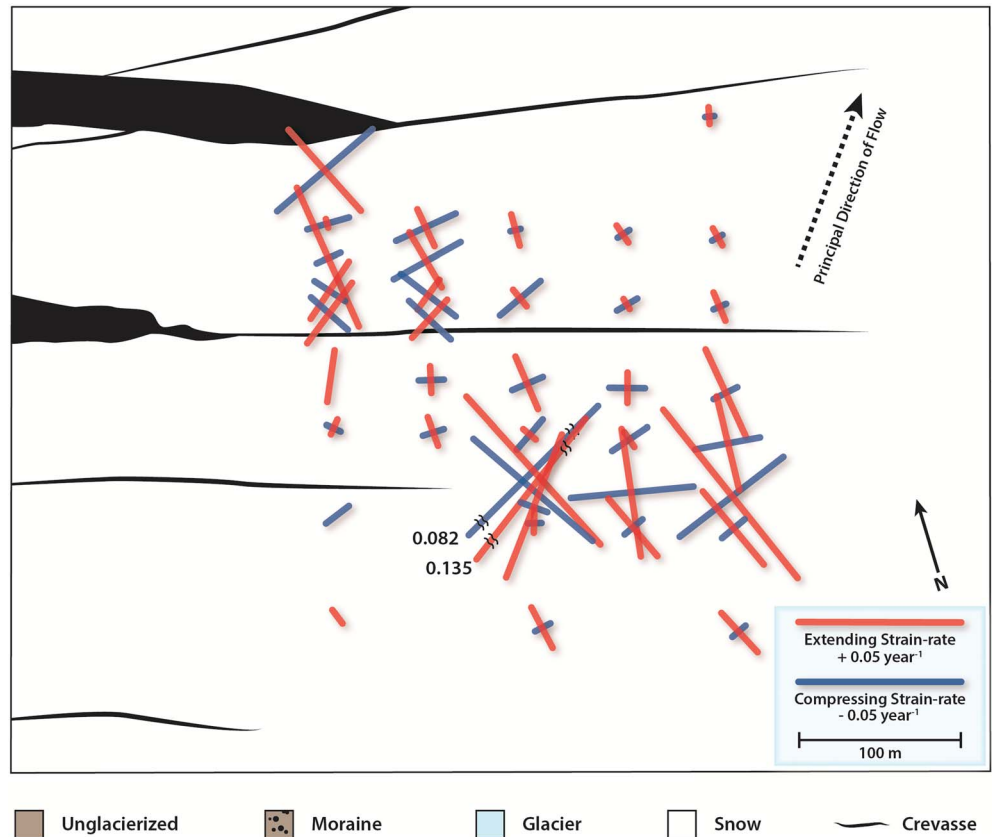 Principal Direction of Flow
0.082
0.135
N
Extending Strain-rate
+ 0.05 year⁻¹
Compressing Strain-rate
- 0.05 year⁻¹
100 m
Unglacierized
Moraine
Glacier
Snow
Crevasse